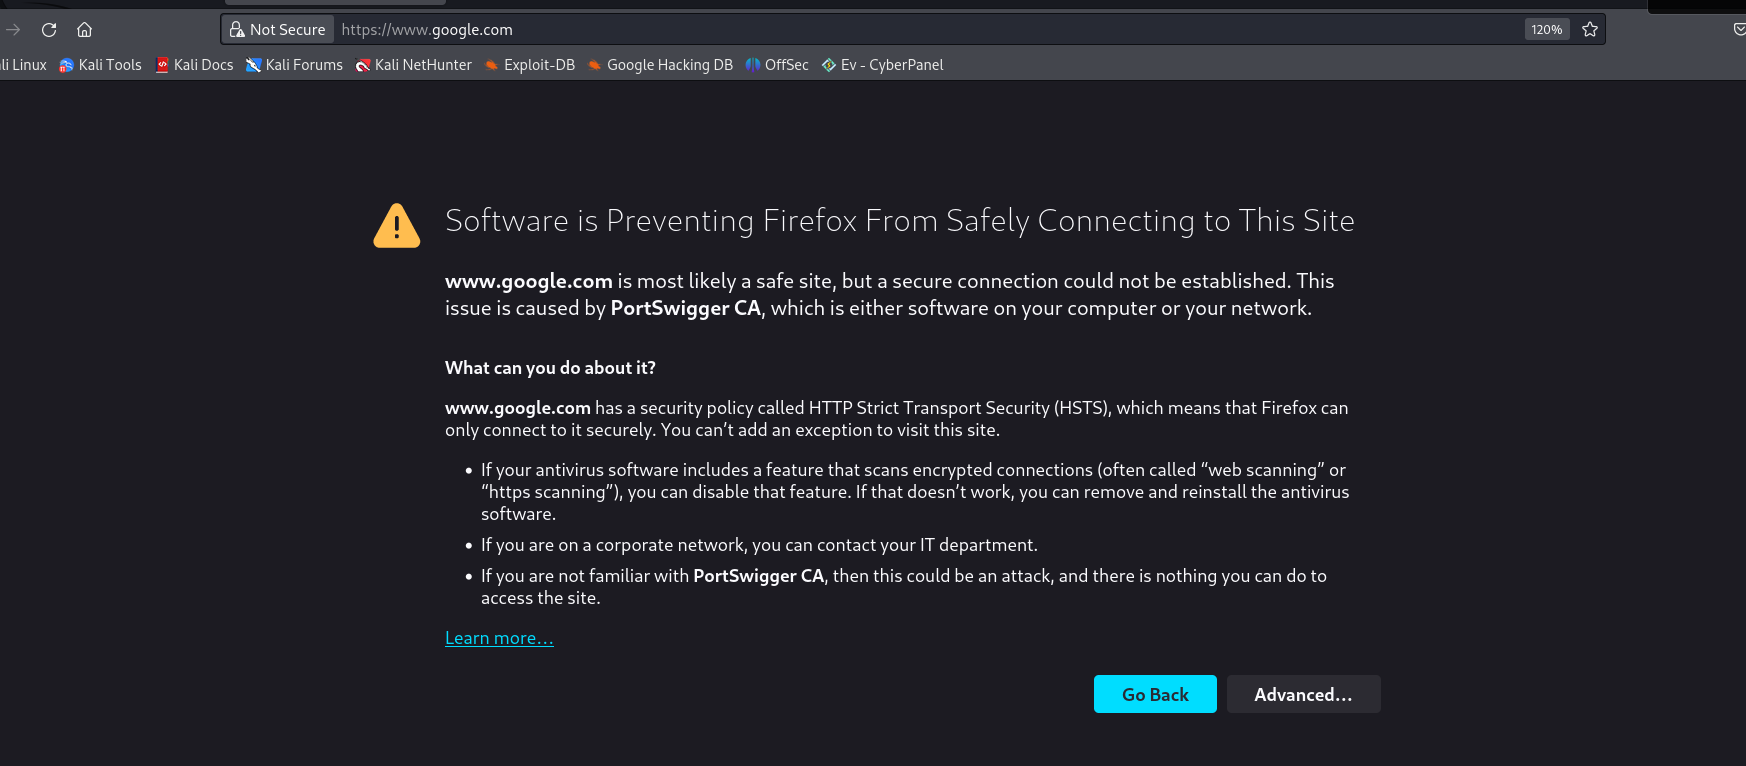 Not Secure https://www.google.com 120%
li Linux Kali Tools Kali Docs Kali Forums Kali NetHunter Exploit-DB Google Hacking DB OffSec Ev - CyberPanel
Software is Preventing Firefox From Safely Connecting to This Site
www.google.com is most likely a safe site, but a secure connection could not be established. This
issue is caused by PortSwigger CA, which is either software on your computer or your network.
What can you do about it?
www.google.com has a security policy called HTTP Strict Transport Security (HSTS), which means that Firefox can
only connect to it securely. You can’t add an exception to visit this site.
• If your antivirus software includes a feature that scans encrypted connections (often called “web scanning” or
“https scanning”), you can disable that feature. If that doesn’t work, you can remove and reinstall the antivirus
software.
• If you are on a corporate network, you can contact your IT department.
• If you are not familiar with PortSwigger CA, then this could be an attack, and there is nothing you can do to
access the site.
Learn more…
Go Back Advanced…